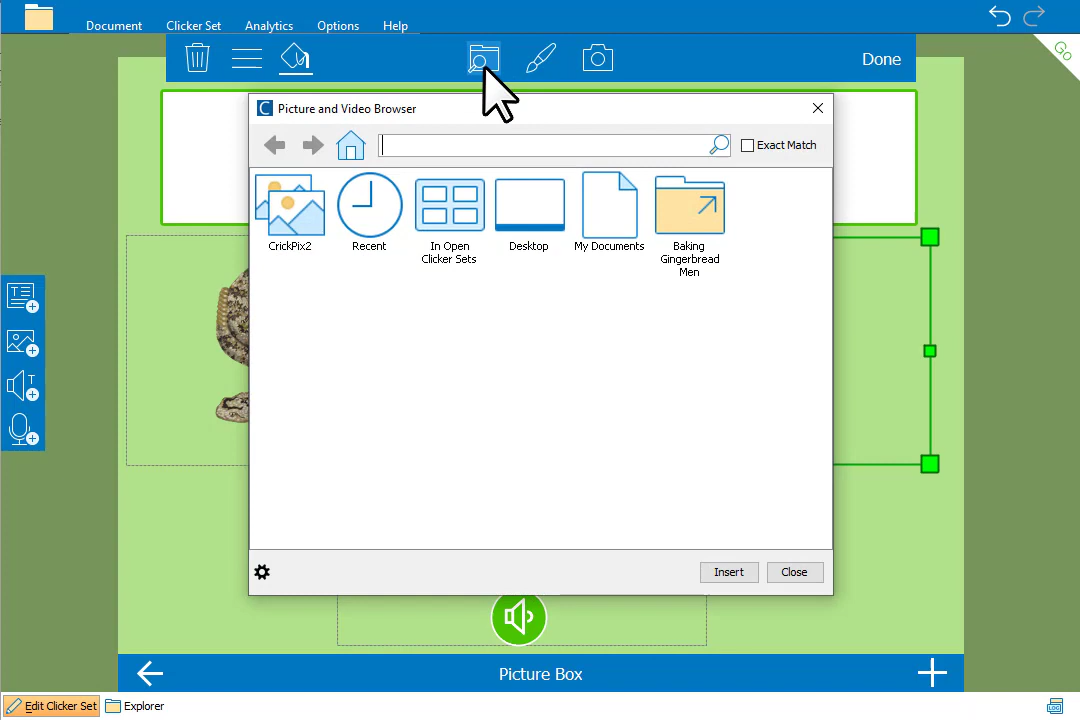 Document Clicker Set Analytics Options Help
Done
Go
Picture and Video Browser
Exact Match
CrickPix2
Recent
In Open
Clicker Sets
Desktop
My Documents
Baking
Gingerbread
Men
T
T
Insert
Close
Picture Box
Edit Clicker Set Explorer
LOG